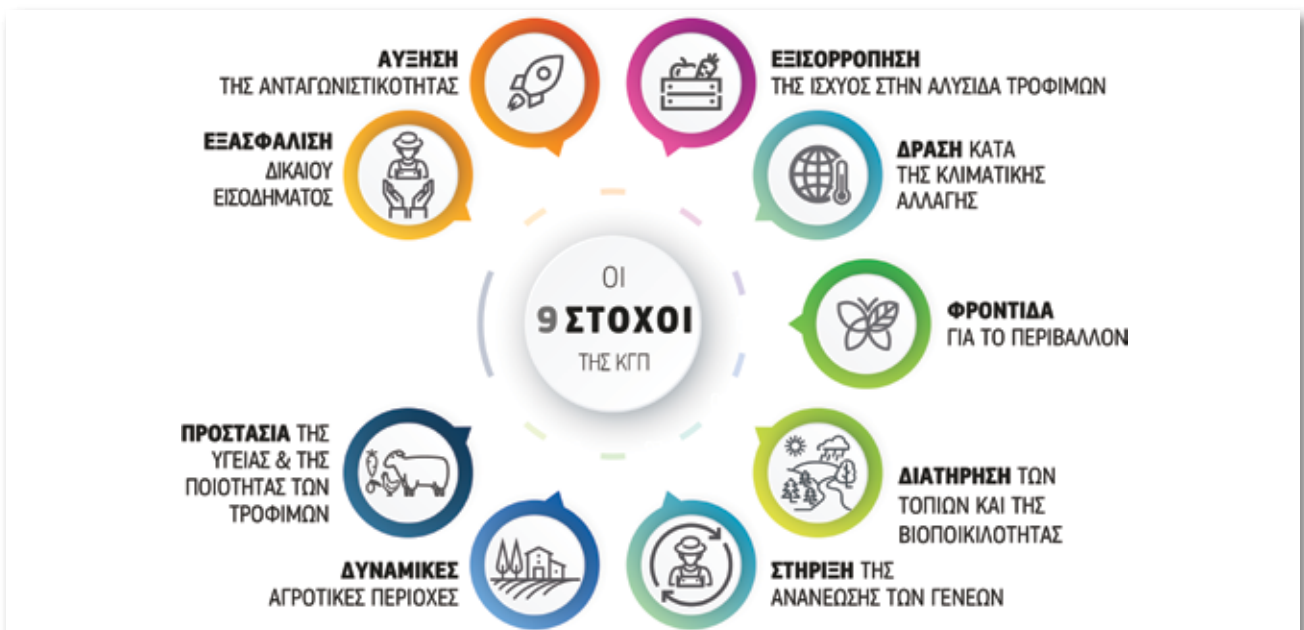 ΟΙ
9 ΣΤΟΧΟΙ
ΤΗΣ ΚΓΠ
ΑΥΞΗΣΗ
ΤΗΣ ΑΝΤΑΓΩΝΙΣΤΙΚΟΤΗΤΑΣ
ΕΞΙΣΟΡΡΟΠΗΣΗ
ΤΗΣ ΙΣΧΥΟΣ ΣΤΗΝ ΑΛΥΣΙΔΑ ΤΡΟΦΙΜΩΝ
ΔΡΑΣΗ ΚΑΤΑ
ΤΗΣ ΚΛΙΜΑΤΙΚΗΣ
ΑΛΛΑΓΗΣ
ΦΡΟΝΤΙΔΑ
ΓΙΑ ΤΟ ΠΕΡΙΒΑΛΛΟΝ
ΔΙΑΤΗΡΗΣΗ ΤΩΝ
ΤΟΠΙΩΝ ΚΑΙ ΤΗΣ
ΒΙΟΠΟΙΚΙΛΟΤΗΤΑΣ
ΣΤΗΡΙΞΗ ΤΗΣ
ΑΝΑΝΕΩΣΗΣ ΤΩΝ ΓΕΝΕΩΝ
ΔΥΝΑΜΙΚΕΣ
ΑΓΡΟΤΙΚΕΣ ΠΕΡΙΟΧΕΣ
ΠΡΟΣΤΑΣΙΑ ΤΗΣ
ΥΓΕΙΑΣ & ΤΗΣ
ΠΟΙΟΤΗΤΑΣ ΤΩΝ
ΤΡΟΦΙΜΩΝ
ΕΞΑΣΦΑΛΙΣΗ
ΔΙΚΑΙΟΥ
ΕΙΣΟΔΗΜΑΤΟΣ